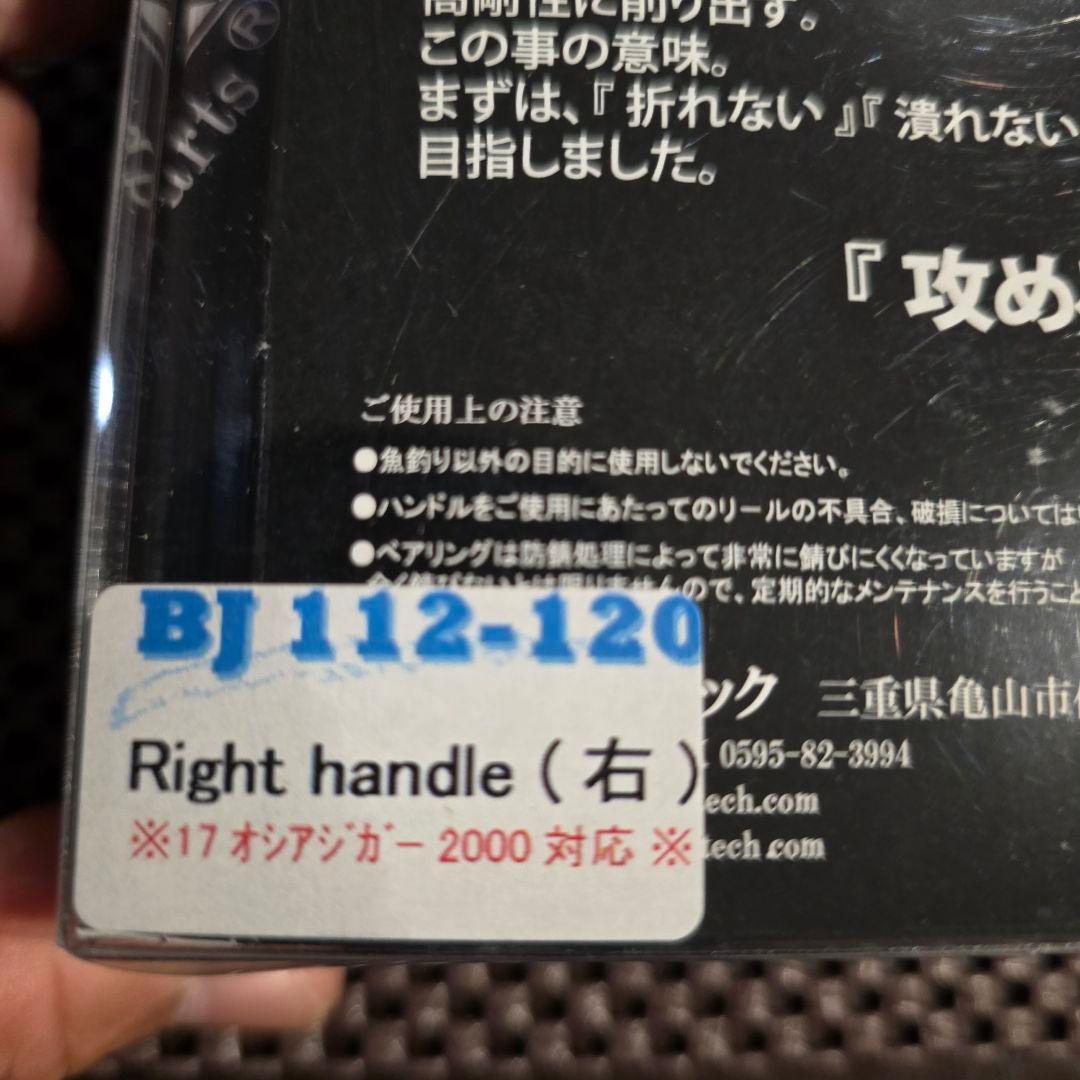 高剛性に削り出す。
この事の意味。
まずは、『折れない』『潰れない
目指しました。
『攻め
ご使用上の注意
●魚釣り以外の目的に使用しないでください。
●ハンドルをご使用にあたってのリールの不具合、破損については
●ベアリングは防錆処理によって非常に錆びにくくなっていますが
ので、定期的なメンテナンスを行うこと
ック 三重県亀山市
0595-82-3994
tech.com
tech.com
BJ 112-120
Right handle ( 右 )
※17 オシアジガー 2000 対応 ※
arts ®